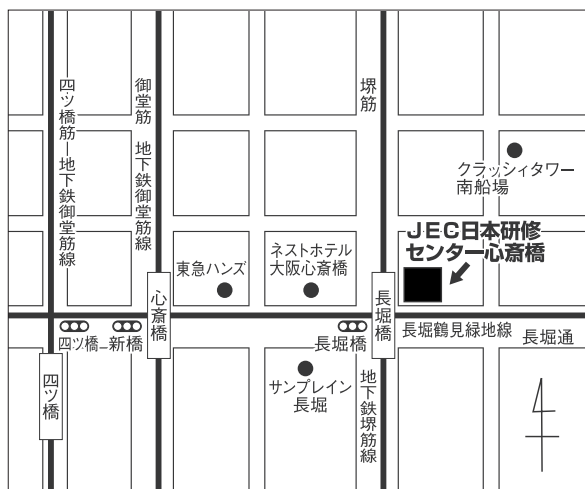 四ツ橋筋 地下鉄御堂筋線
御堂筋 地下鉄御堂筋線
堺筋
クラッシィタワー
南船場
JEC日本研修
センター心斎橋
ネストホテル
大阪心斎橋
東急ハンズ
心斎橋
長堀橋
長堀鶴見緑地線
長堀通
四ツ橋
新橋
長堀橋
四ツ橋
サンプレイン
長堀
地下鉄堺筋線